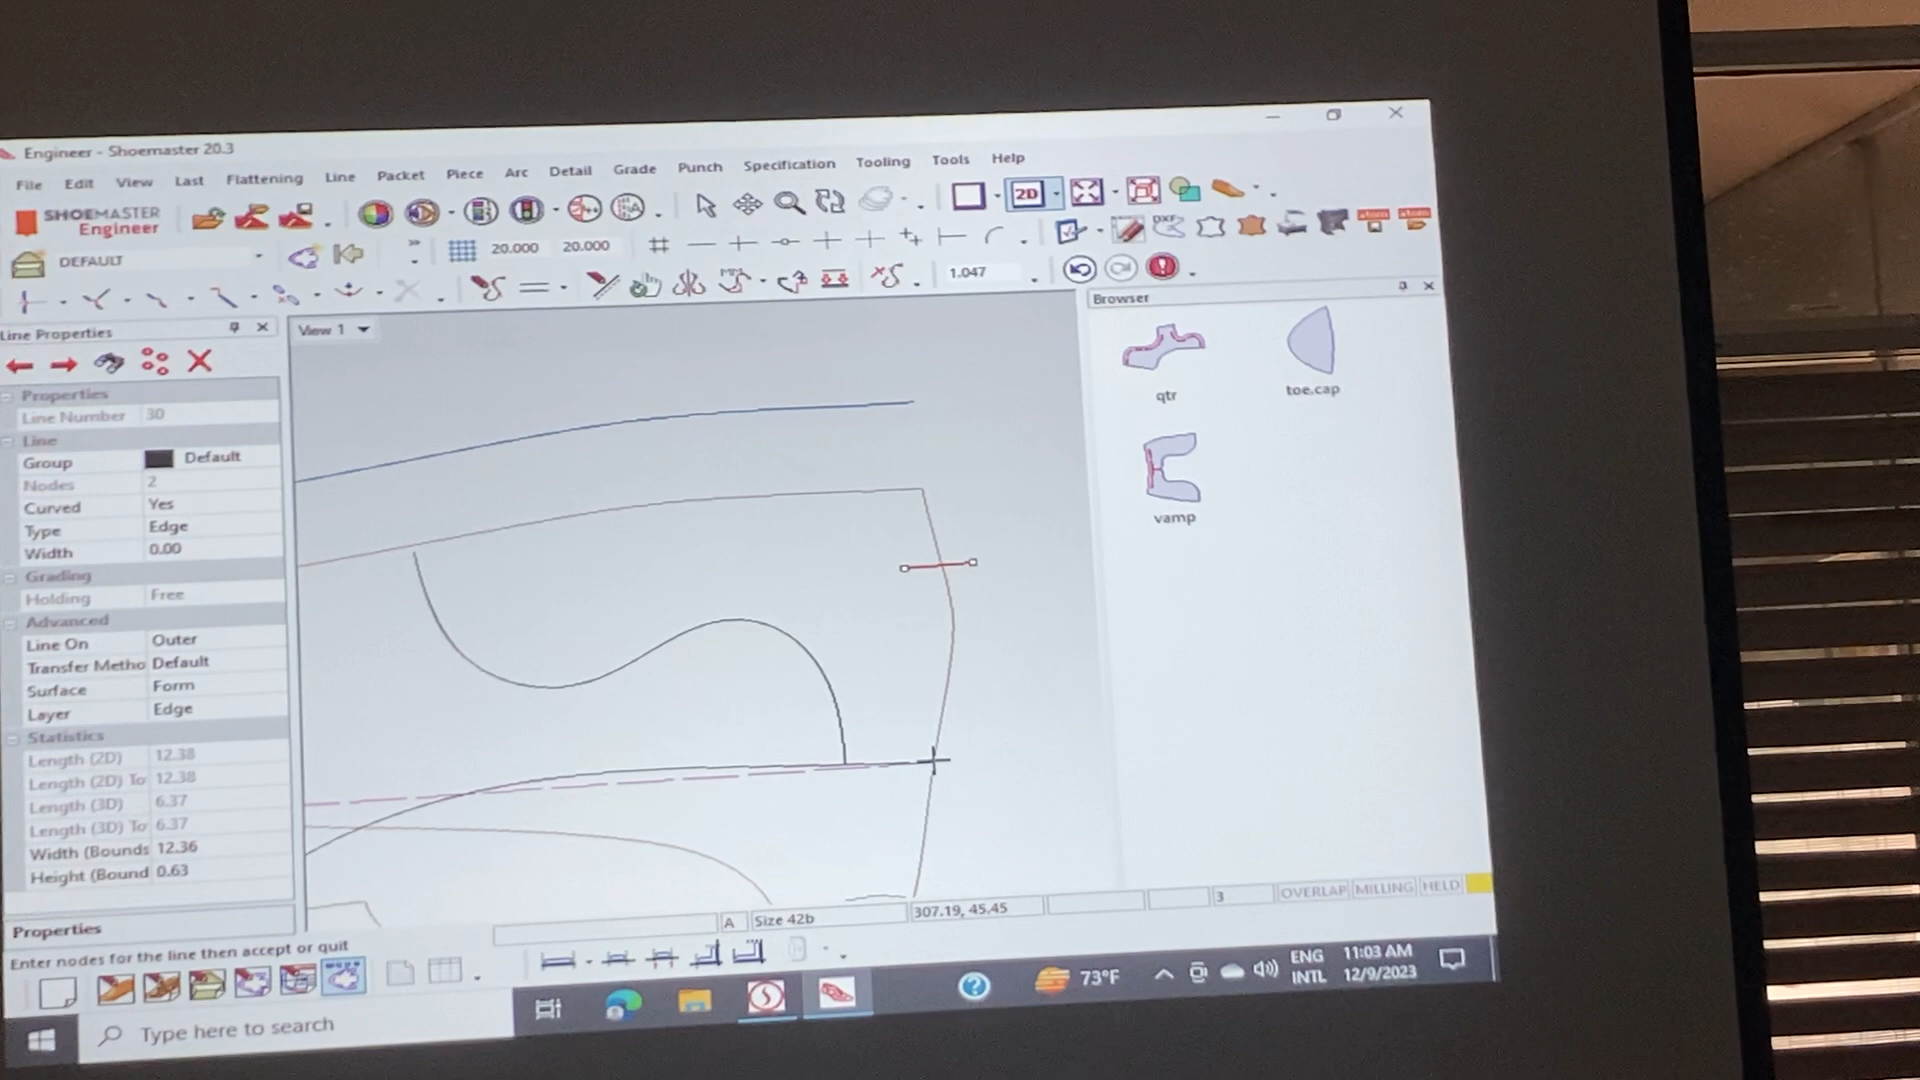 Engineer - Shoemaster 20.3
File Edit View Last Flattening Line Packet Piece Arc Detail Grade Punch Specification Tooling Tools Help
SHOEMASTER
Engineer
2D
DXF
DEFAULT
20.000 20.000
1.047
Line Properties
View 1
Browser
Properties
Line Number 30
Line
Group Default
Nodes 2
Curved Yes
Type Edge
Width 0.00
Grading
Holding Free
Advanced
Line On Outer
Transfer Metho Default
Surface Form
Layer Edge
Statistics
Length (2D) 12.38
Length (2D) To 12.38
Length (3D) 6.37
Length (3D) To 6.37
Width (Bounds 12.36
Height (Bound 0.63
qtr
toe.cap
vamp
Properties
A Size 42b 307.19, 45.45 3 OVERLAP MILLING HELD
Enter nodes for the line then accept or quit
Type here to search
73°F
ENG
INTL
11:03 AM
12/9/2023